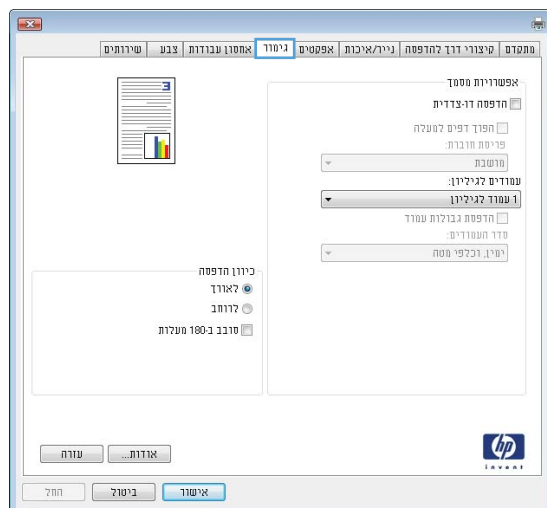 מתקדם קיצורי דרך להדפסה נייר/איכות אפקטים גימור אחסון עבודות צבע שירותים
אפשרויות מסמך
הדפסה דו-צדדית
הפוך דפים למעלה
פריסת חוברת:
מושבת
עמודים לגיליון:
1 עמוד לגיליון
הדפסת גבולות עמוד
סדר העמודים:
ימין, וכלפי מטה
3
כיוון הדפסה
לאורך
לרוחב
סובב ב-180 מעלות
hp
invent
אודות...
עזרה
אישור
ביטול
החל